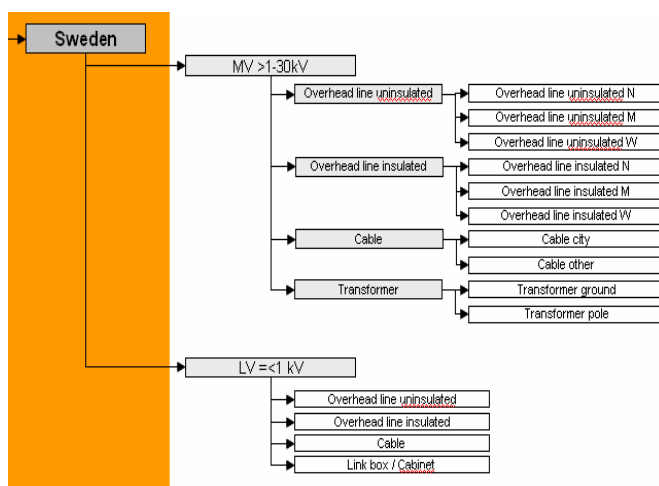 Sweden
MV >1-30kV
Overhead line uninsulated
Overhead line uninsulated N
Overhead line uninsulated M
Overhead line uninsulated W
Overhead line insulated
Overhead line insulated N
Overhead line insulated M
Overhead line insulated W
Cable
Cable city
Cable other
Transformer
Transformer ground
Transformer pole
LV =<1 kV
Overhead line uninsulated
Overhead line insulated
Cable
Link box / Cabinet